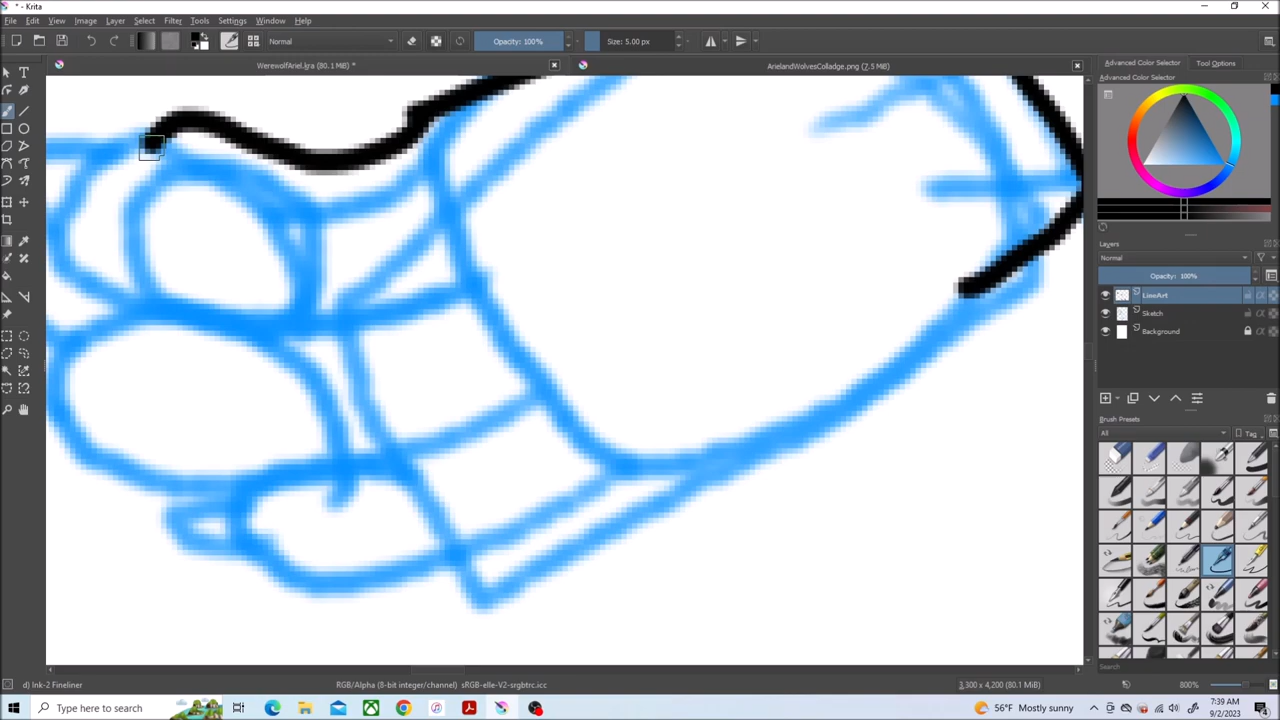 * - Krita
File Edit View Image Layer Select Filter Tools Settings Window Help
Normal Opacity: 100% Size: 5.00 px
WerewolfAriel.kra (80.1 MiB) * ArielandWolvesColladge.png (7.5 MiB)
Advanced Color Selector Tool Options
Advanced Color Selector
Layers
Normal
Opacity: 100%
LineArt
Sketch
Background
Brush Presets
All Tag
Search
d) Ink-2 Fineliner RGB/Alpha (8-bit integer/channel) sRGB-elle-V2-srgbtrc.icc 3,300 x 4,200 (80.1 MiB) 800%
Type here to search 56°F Mostly sunny 7:39 AM
9/2/2023 4